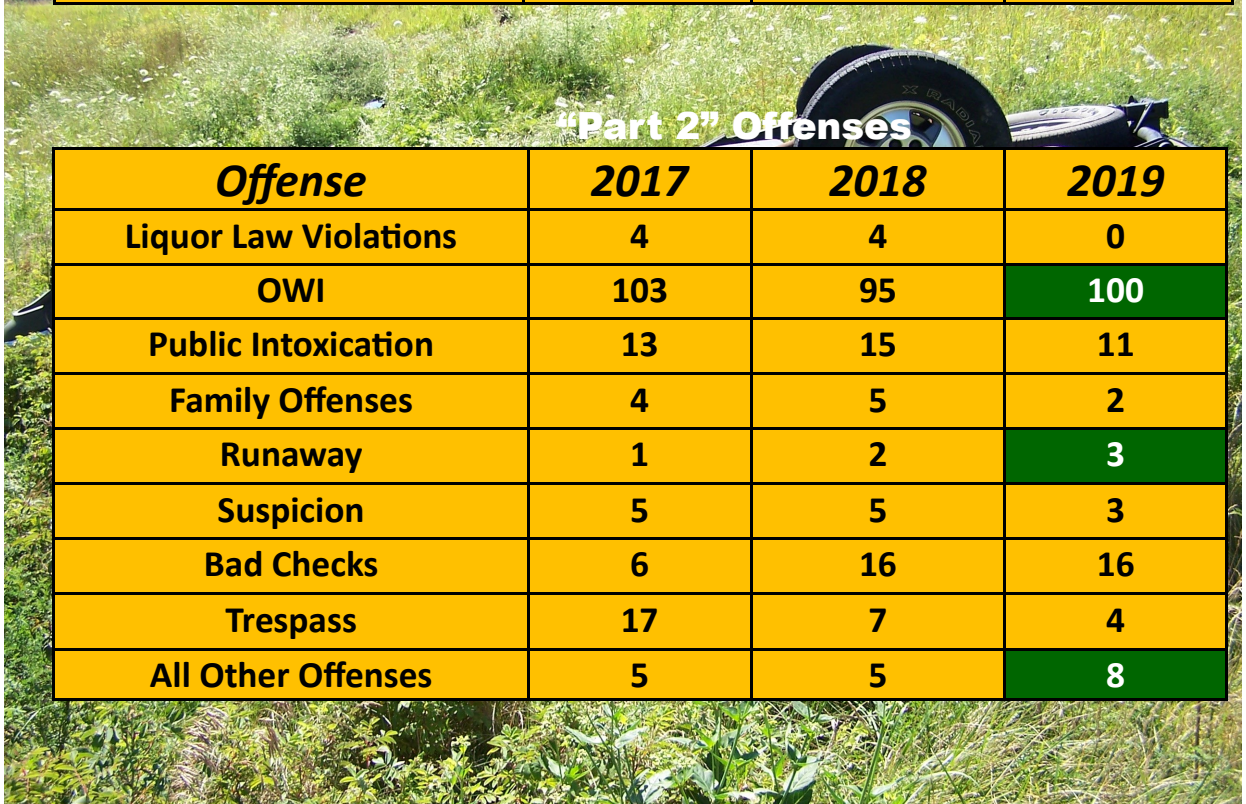 X RADIAL
"Part 2" Offenses
Offense 2017 2018 2019
Liquor Law Violations 4 4 0
OWI 103 95 100
Public Intoxication 13 15 11
Family Offenses 4 5 2
Runaway 1 2 3
Suspicion 5 5 3
Bad Checks 6 16 16
Trespass 17 7 4
All Other Offenses 5 5 8